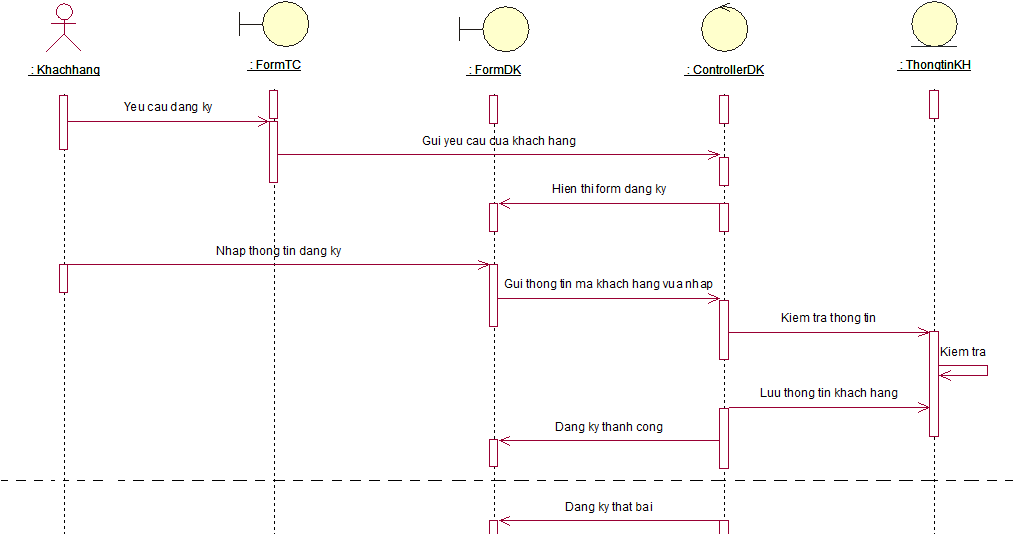 : Khachhang
: FormTC
: FormDK
: ControllerDK
: ThongtinKH
Yeu cau dang ky
Gui yeu cau cua khach hang
Hien thi form dang ky
Nhap thong tin dang ky
Gui thong tin ma khach hang vua nhap
Kiem tra thong tin
Kiem tra
Luu thong tin khach hang
Dang ky thanh cong
Dang ky that bai